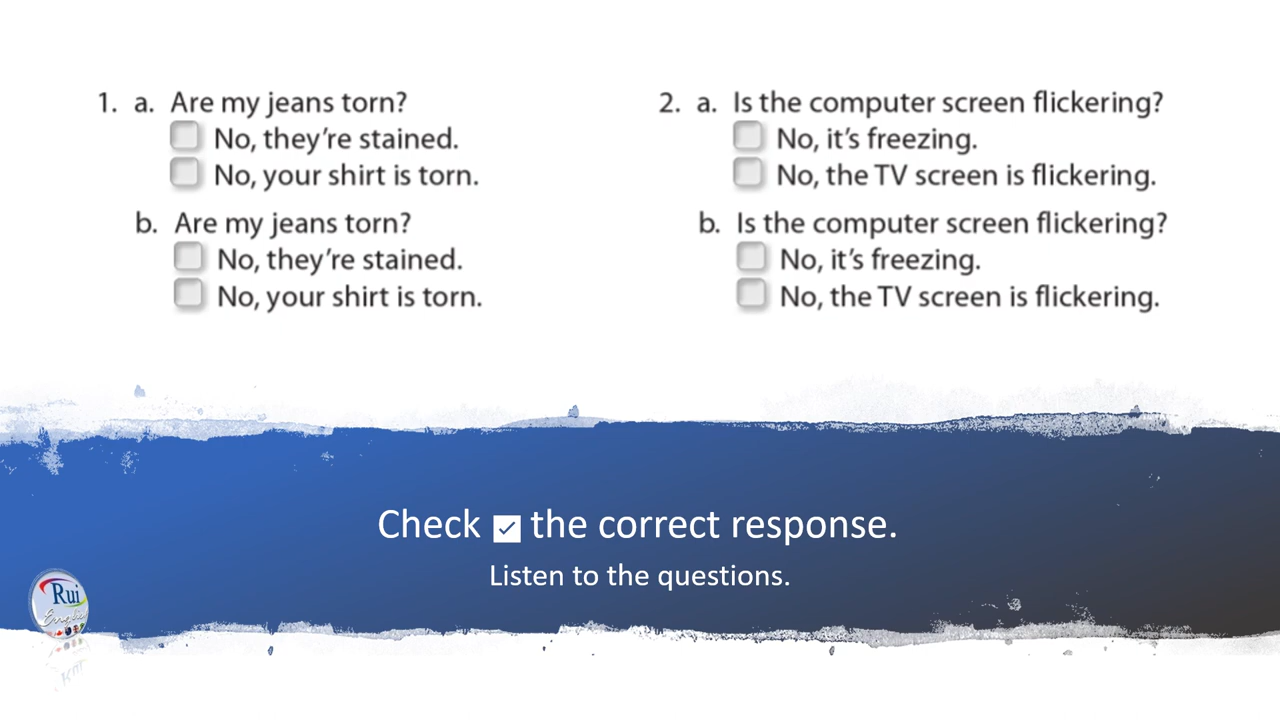 1. a. Are my jeans torn?
No, they're stained.
No, your shirt is torn.
b. Are my jeans torn?
No, they're stained.
No, your shirt is torn.
2. a. Is the computer screen flickering?
No, it's freezing.
No, the TV screen is flickering.
b. Is the computer screen flickering?
No, it's freezing.
No, the TV screen is flickering.
Check ☑ the correct response.
Listen to the questions.
Rui
English